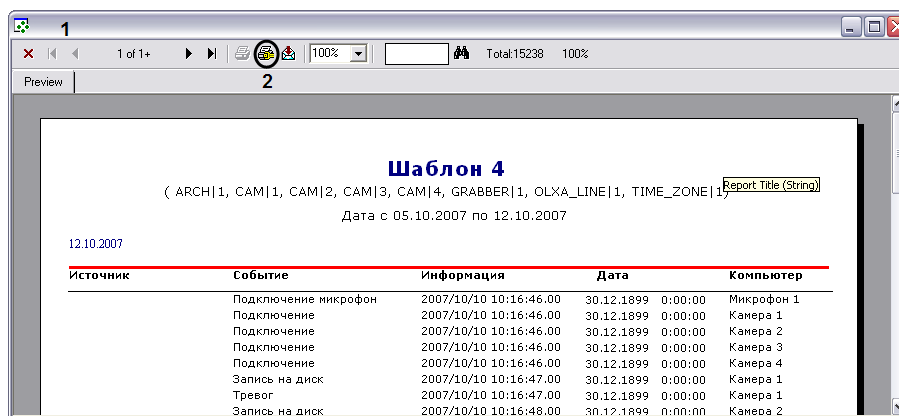 1
1 of 1+ 100% Total:15238 100%
2
Preview
Шаблон 4
( ARCH|1, CAM|1, CAM|2, CAM|3, CAM|4, GRABBER|1, OLXA_LINE|1, TIME_ZONE|1)
Report Title (String)
Дата с 05.10.2007 по 12.10.2007
12.10.2007
Источник Событие Информация Дата Компьютер
Подключение микрофон 2007/10/10 10:16:46.00 30.12.1899 0:00:00 Микрофон 1
Подключение 2007/10/10 10:16:46.00 30.12.1899 0:00:00 Камера 1
Подключение 2007/10/10 10:16:46.00 30.12.1899 0:00:00 Камера 2
Подключение 2007/10/10 10:16:46.00 30.12.1899 0:00:00 Камера 3
Подключение 2007/10/10 10:16:46.00 30.12.1899 0:00:00 Камера 4
Запись на диск 2007/10/10 10:16:47.00 30.12.1899 0:00:00 Камера 1
Тревог 2007/10/10 10:16:47.00 30.12.1899 0:00:00 Камера 1
Запись на диск 2007/10/10 10:16:48.00 30.12.1899 0:00:00 Камера 2